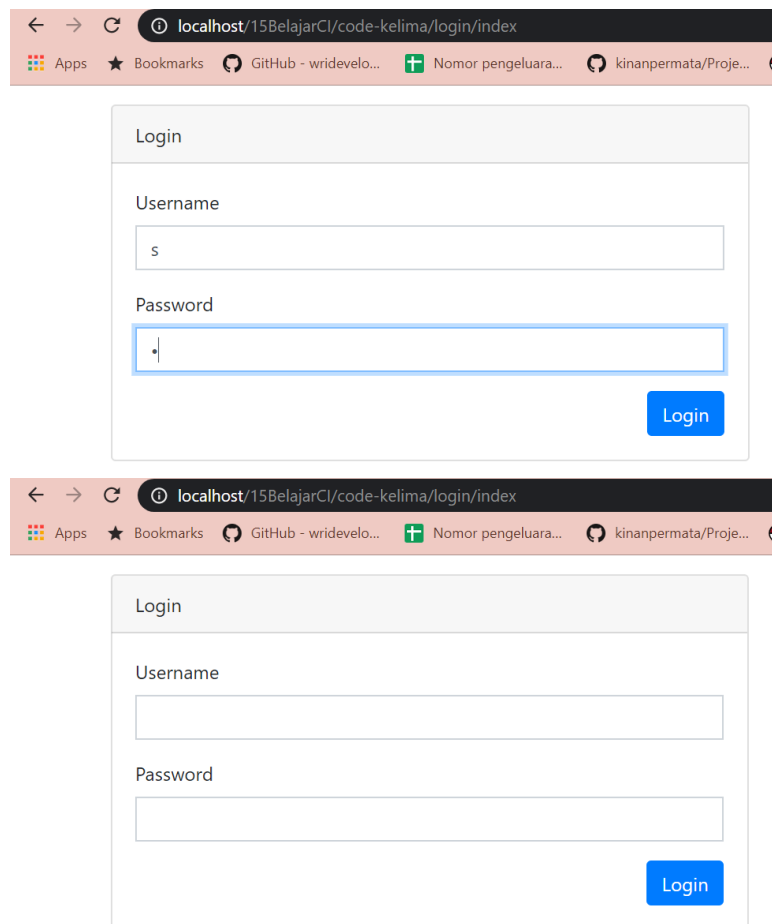 localhost/15BelajarCI/code-kelima/login/index
Apps Bookmarks GitHub - wridevelo... Nomor pengeluara... kinanpermata/Proje...
Login
Username
s
Password
•
Login
localhost/15BelajarCI/code-kelima/login/index
Apps Bookmarks GitHub - wridevelo... Nomor pengeluara... kinanpermata/Proje...
Login
Username
Password
Login